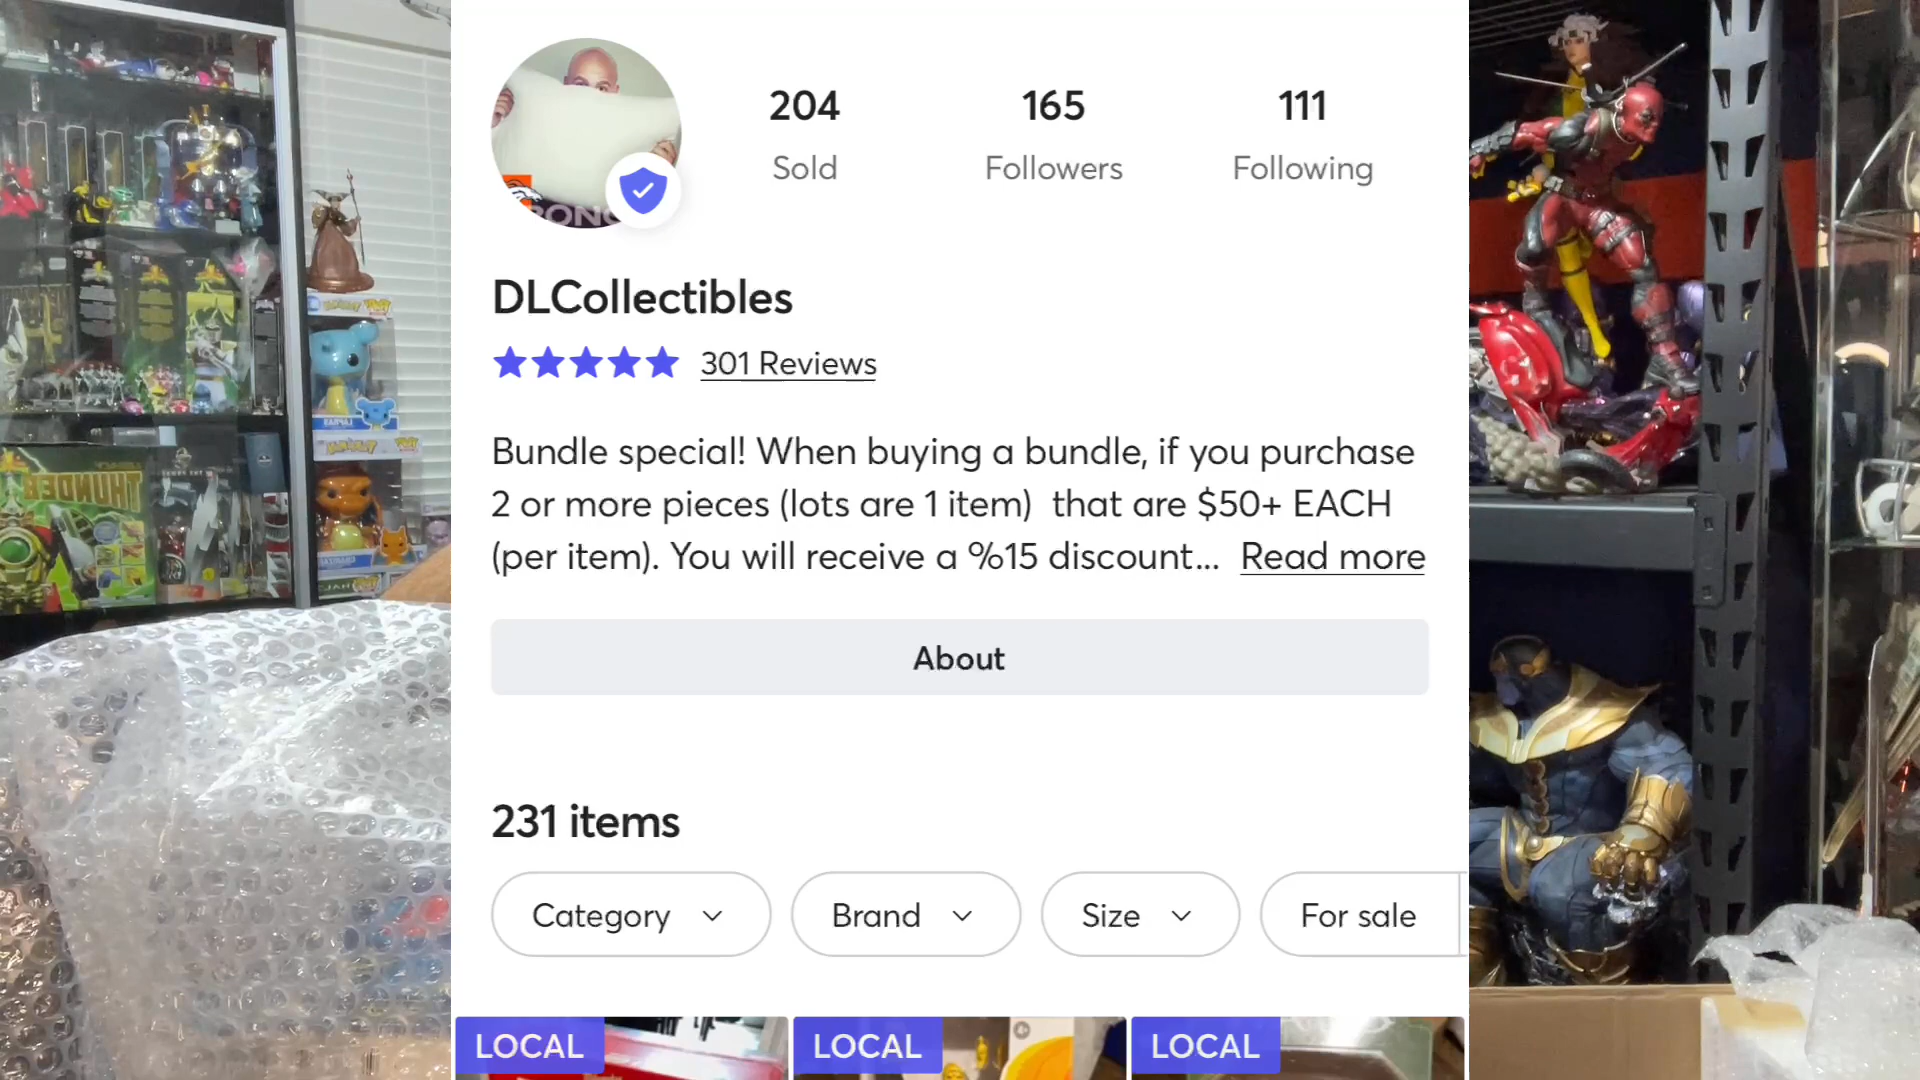 204
165
111
Sold
Followers
Following
DLCollectibles
301 Reviews
Bundle special! When buying a bundle, if you purchase
2 or more pieces (lots are 1 item) that are $50+ EACH
(per item). You will receive a %15 discount... Read more
About
231 items
Category
Brand
Size
For sale
LOCAL
LOCAL
LOCAL
THUNDER